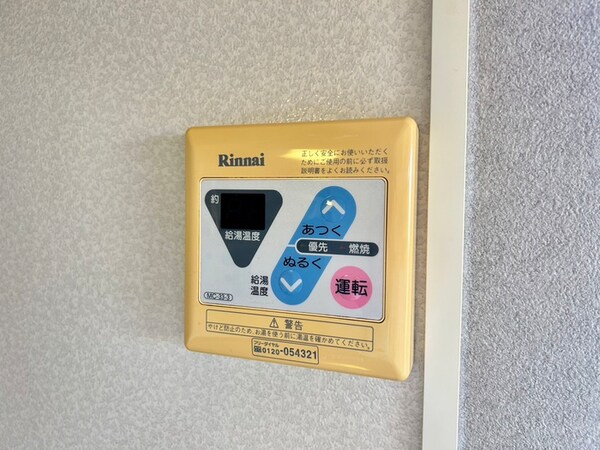 Rinnai
正しく安全にお使いいただく
ためにご使用の前に必ず取扱
説明書をよくお読みください。
約
給湯温度
あつく
優先 燃焼
ぬるく
給湯
温度
運転
MC-33-3
⚠ 警告
やけど防止のため、お湯を使う前に湯温を確かめてください。
フリーダイヤル
0120-054321